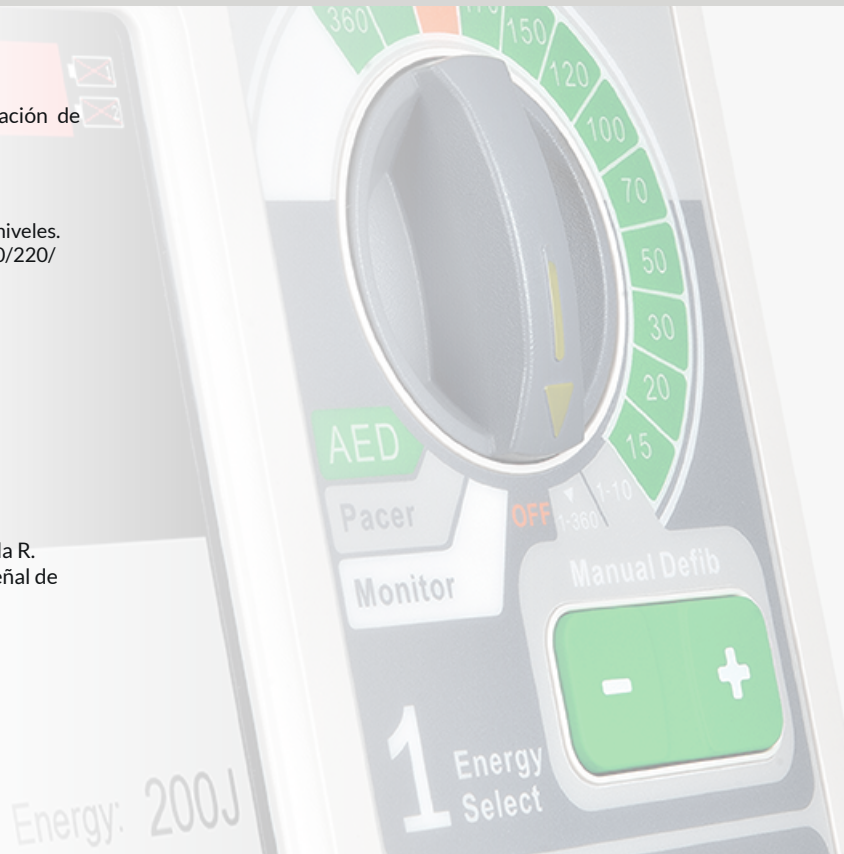 ación de
niveles.
0/220/
la R.
eñal de
360
150
120
100
70
50
30
20
15
1-10
1-360
OFF
AED
Pacer
Monitor
Manual Defib
- +
1 Energy
Select
Energy: 200J